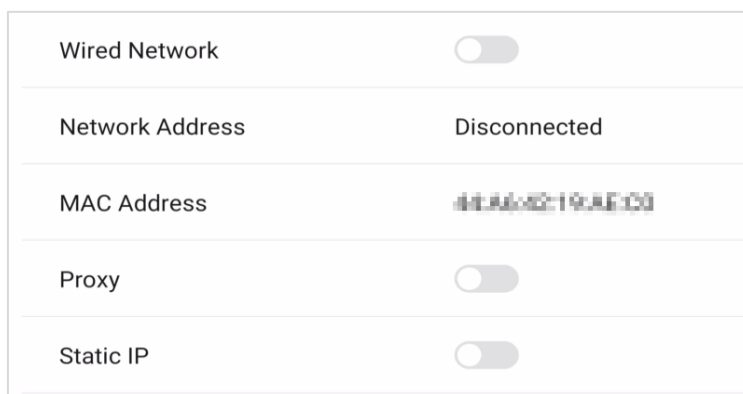 Wired Network
Network Address Disconnected
MAC Address
Proxy
Static IP